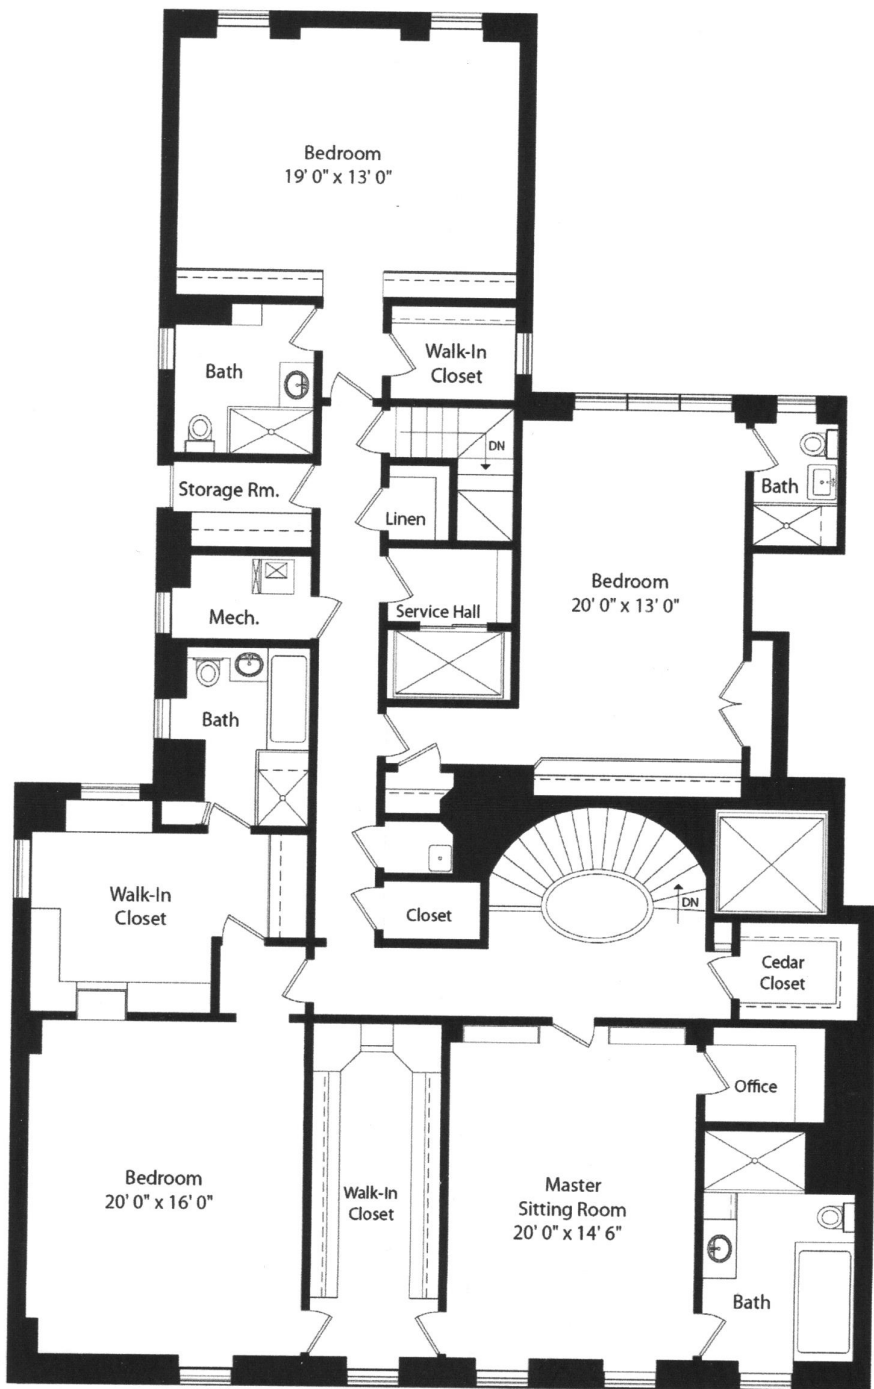 Bedroom
19' 0" x 13' 0"
Bath
Walk-In
Closet
DN
Storage Rm.
Linen
Bath
Bedroom
20' 0" x 13' 0"
Service Hall
Mech.
Bath
Walk-In
Closet
Closet
DN
Cedar
Closet
Office
Bedroom
20' 0" x 16' 0"
Walk-In
Closet
Master
Sitting Room
20' 0" x 14' 6"
Bath